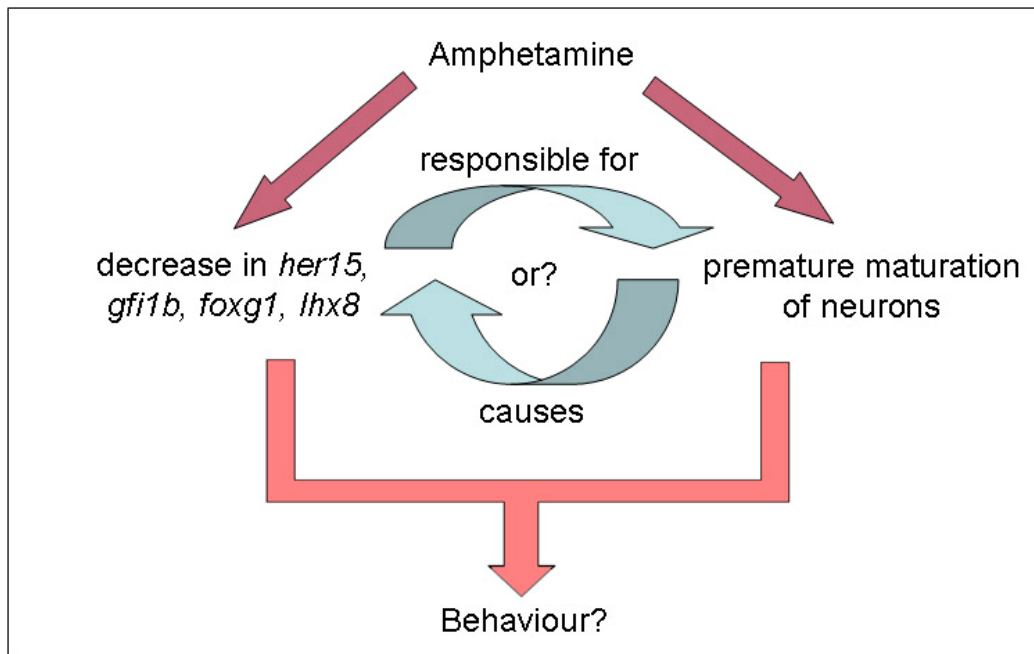 Amphetamine
responsible for
decrease in her15,
gfi1b, foxg1, lhx8
or?
premature maturation
of neurons
causes
Behaviour?